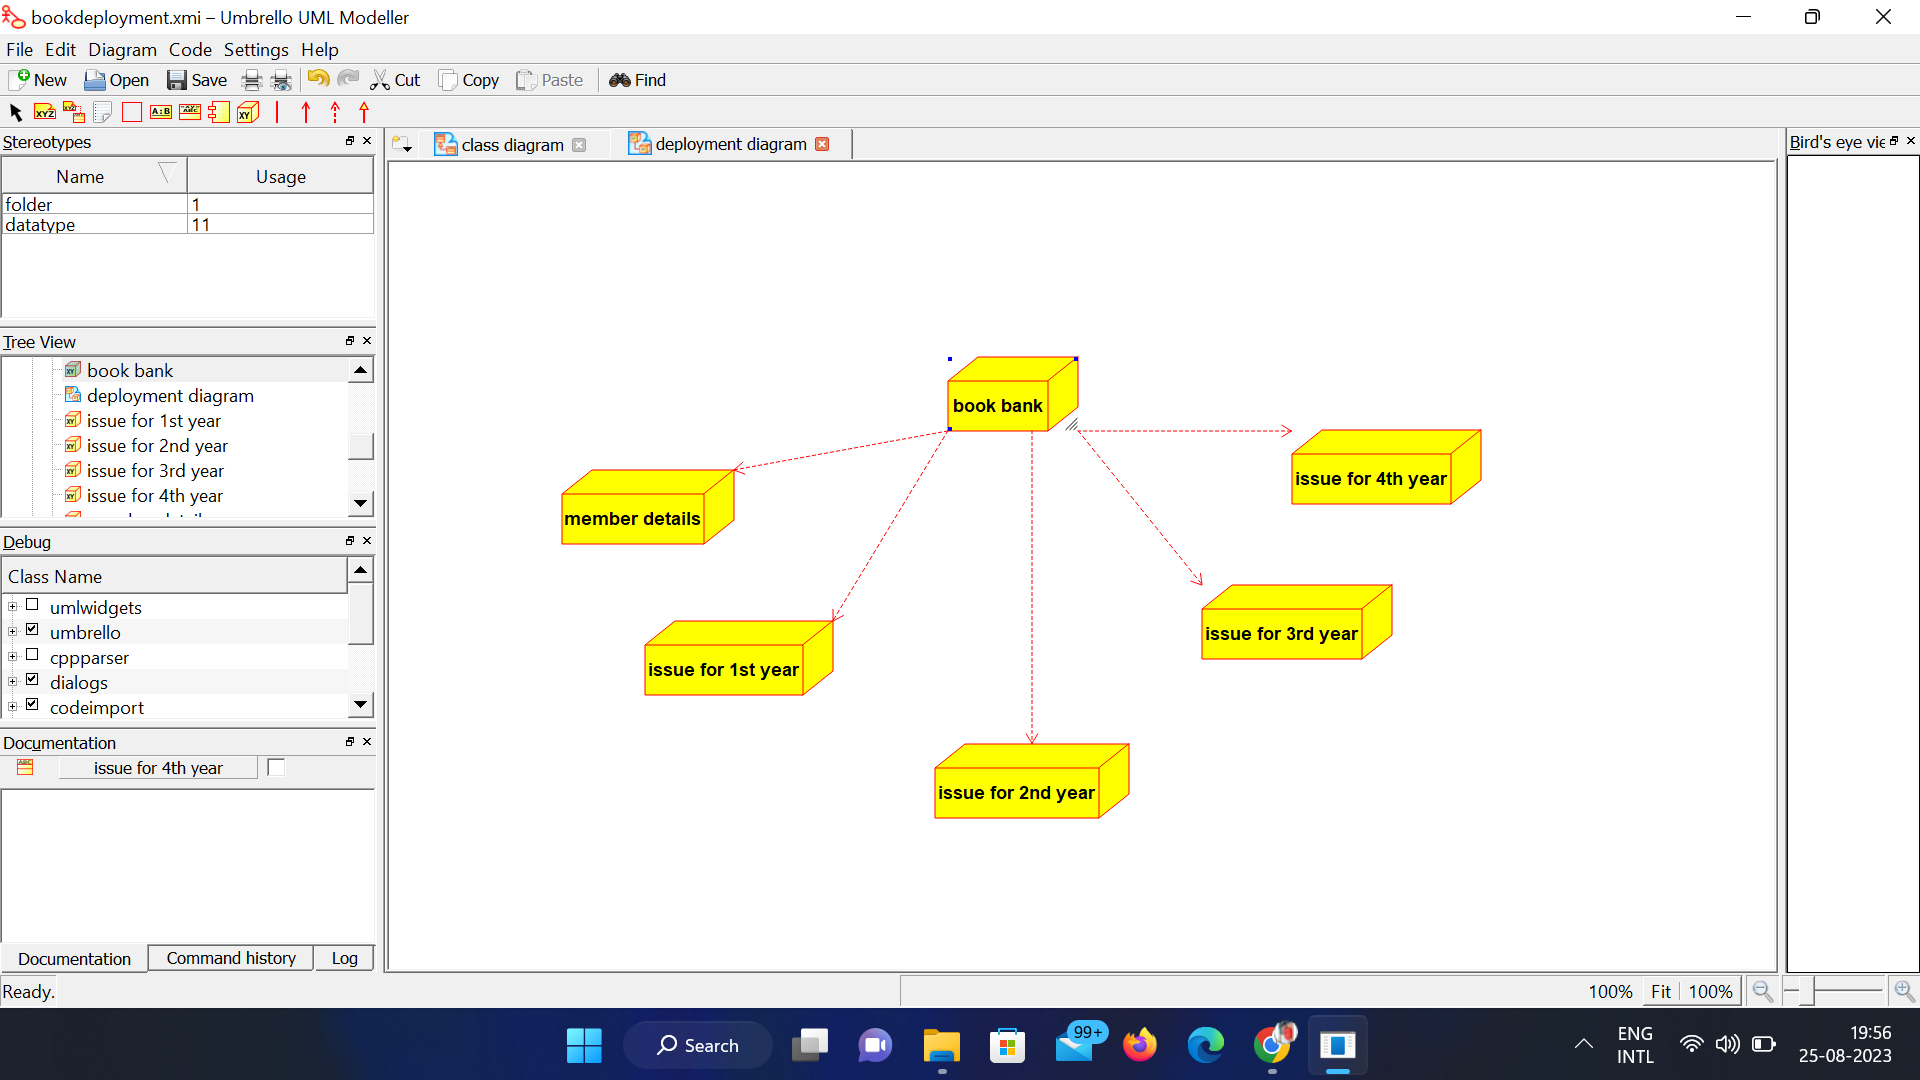 bookdeployment.xmi – Umbrello UML Modeller
File Edit Diagram Code Settings Help
New Open Save Cut Copy Paste Find
XYZ A:B XY
Stereotypes
Name Usage
folder 1
datatype 11
Tree View
book bank
deployment diagram
issue for 1st year
issue for 2nd year
issue for 3rd year
issue for 4th year
Debug
Class Name
umlwidgets
umbrello
cppparser
dialogs
codeimport
Documentation
issue for 4th year
Documentation Command history Log
class diagram deployment diagram
book bank
issue for 4th year
member details
issue for 3rd year
issue for 1st year
issue for 2nd year
Bird's eye vie
Ready.
100% Fit 100%
Search
99+
ENG
INTL
19:56
25-08-2023